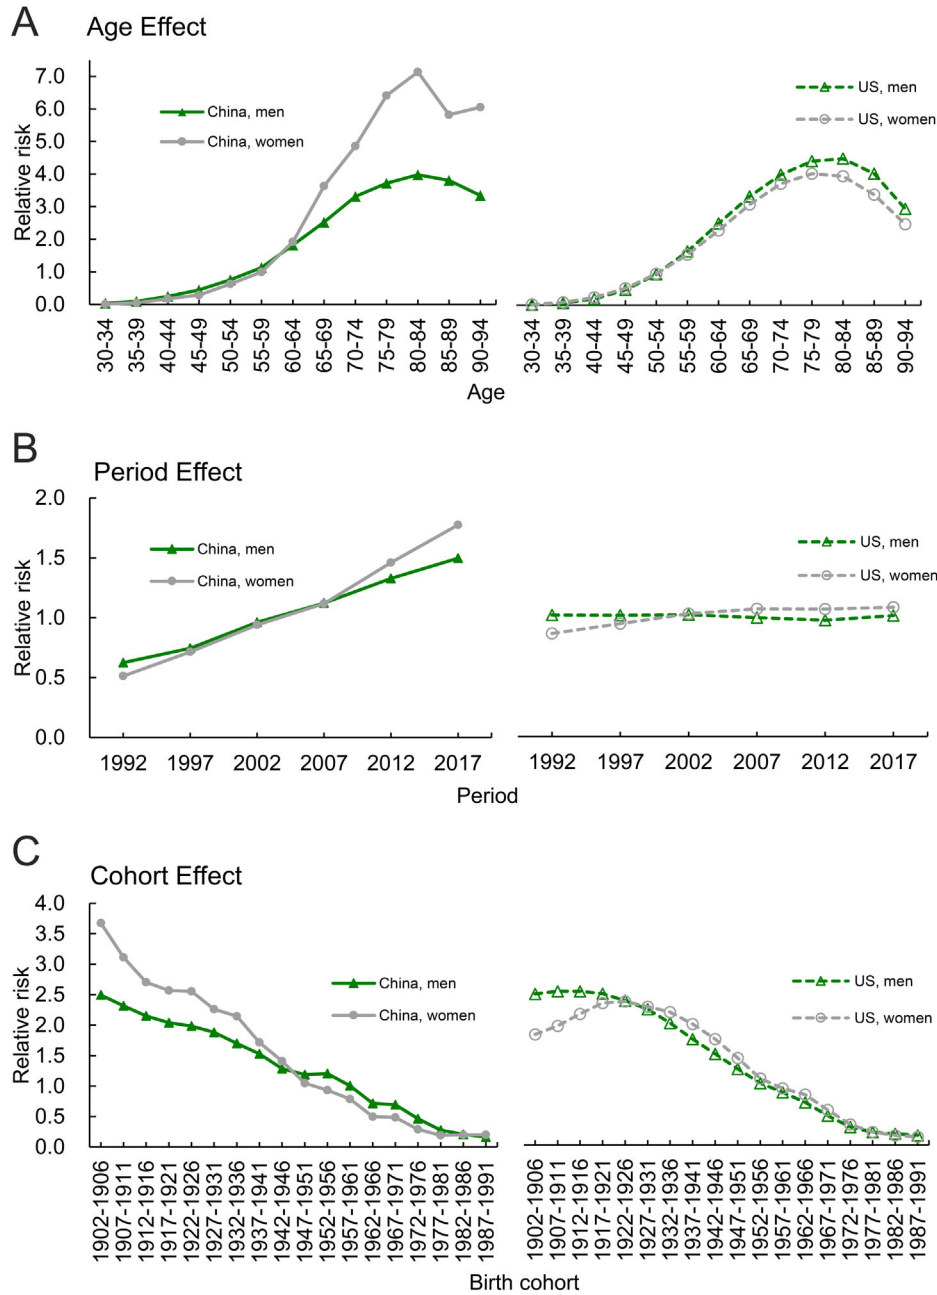 A Age Effect
7.0
6.0
5.0
4.0
3.0
2.0
1.0
0.0
Relative risk
China, men
China, women
US, men
US, women
30-34 35-39 40-44 45-49 50-54 55-59 60-64 65-69 70-74 75-79 80-84 85-89 90-94
30-34 35-39 40-44 45-49 50-54 55-59 60-64 65-69 70-74 75-79 80-84 85-89 90-94
Age
B
Period Effect
2.0
1.5
1.0
0.5
0.0
Relative risk
China, men
China, women
US, men
US, women
1992 1997 2002 2007 2012 2017
1992 1997 2002 2007 2012 2017
Period
C
Cohort Effect
4.0
3.5
3.0
2.5
2.0
1.5
1.0
0.5
0.0
Relative risk
China, men
China, women
US, men
US, women
1902-1906 1907-1911 1912-1916 1917-1921 1922-1926 1927-1931 1932-1936 1937-1941 1942-1946 1947-1951 1952-1956 1957-1961 1962-1966 1967-1971 1972-1976 1977-1981 1982-1986 1987-1991
1902-1906 1907-1911 1912-1916 1917-1921 1922-1926 1927-1931 1932-1936 1937-1941 1942-1946 1947-1951 1952-1956 1957-1961 1962-1966 1967-1971 1972-1976 1977-1981 1982-1986 1987-1991
Birth cohort